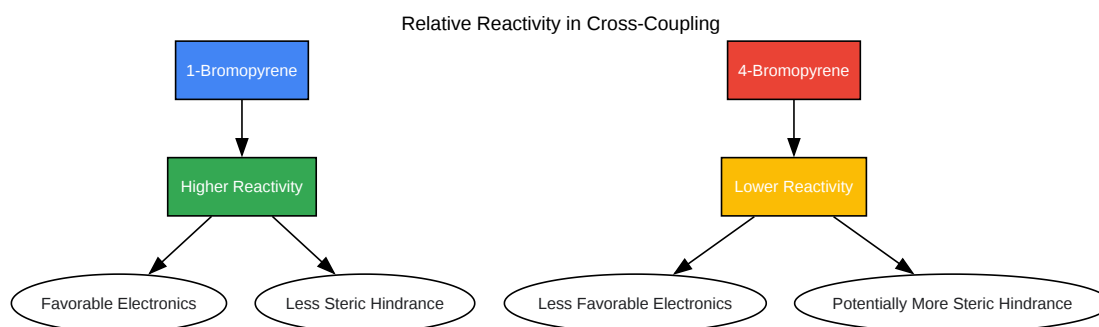 Relative Reactivity in Cross-Coupling
1-Bromopyrene
4-Bromopyrene
Higher Reactivity
Lower Reactivity
Favorable Electronics
Less Steric Hindrance
Less Favorable Electronics
Potentially More Steric Hindrance